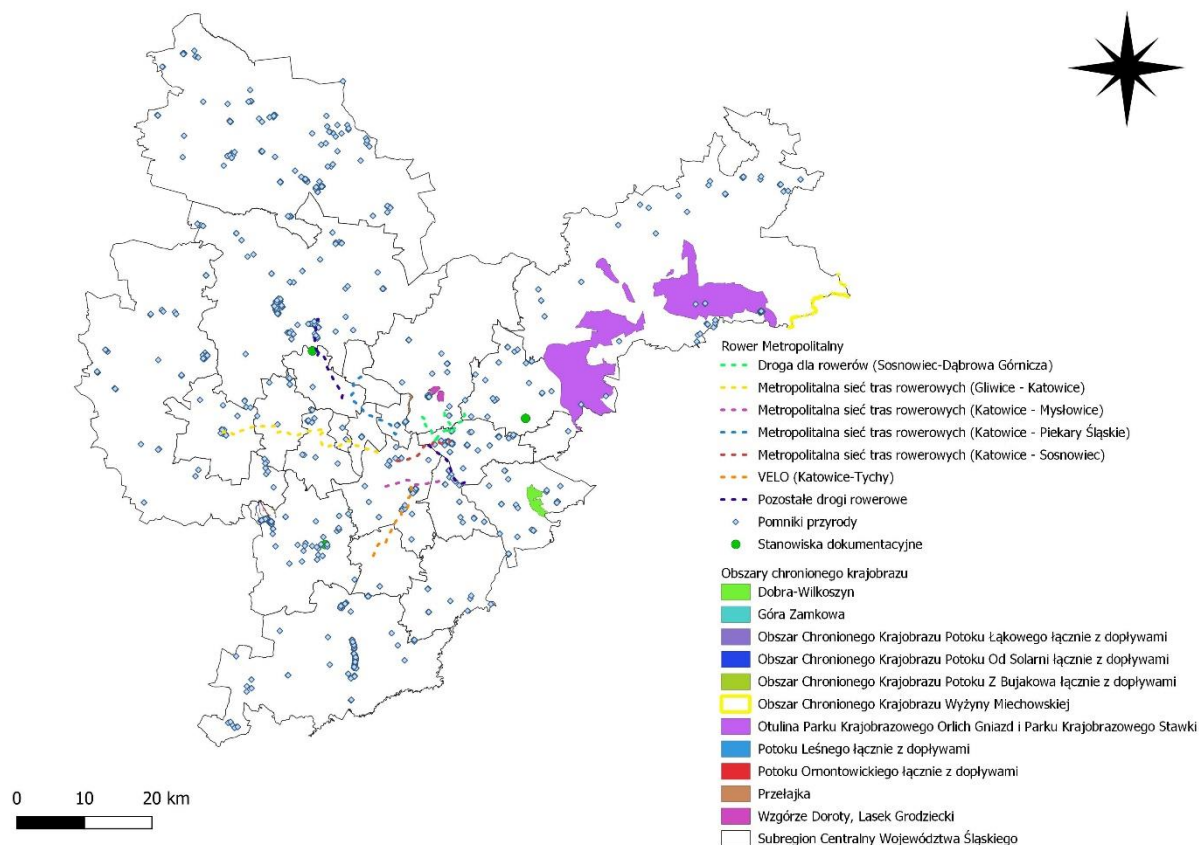 Rower Metropolitalny
Droga dla rowerów (Sosnowiec-Dąbrowa Górnicza)
Metropolitalna sieć tras rowerowych (Gliwice - Katowice)
Metropolitalna sieć tras rowerowych (Katowice - Mysłowice)
Metropolitalna sieć tras rowerowych (Katowice - Piekary Śląskie)
Metropolitalna sieć tras rowerowych (Katowice - Sosnowiec)
VELO (Katowice-Tychy)
Pozostałe drogi rowerowe
Pomniki przyrody
Stanowiska dokumentacyjne
Obszary chronionego krajobrazu
Dobra-Wilkoszyn
Góra Zamkowa
Obszar Chronionego Krajobrazu Potoku Łąkowego łącznie z dopływami
Obszar Chronionego Krajobrazu Potoku Od Solarni łącznie z dopływami
Obszar Chronionego Krajobrazu Potoku Z Bujakowa łącznie z dopływami
Obszar Chronionego Krajobrazu Wyżyny Miechowskiej
Otulina Parku Krajobrazowego Orlich Gniazd i Parku Krajobrazowego Stawki
Potoku Leśnego łącznie z dopływami
Potoku Ornontowickiego łącznie z dopływami
Przełajka
Wzgórze Doroty, Lasek Grodziecki
Subregion Centralny Województwa Śląskiego
0 10 20 km